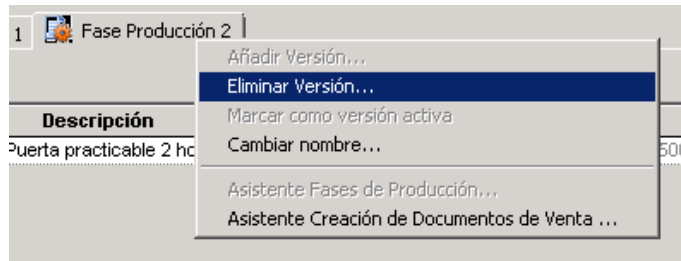 1 Fase Producción 2
Añadir Versión...
Eliminar Versión...
Descripción
Marcar como versión activa
Puerta practicable 2 ho
Cambiar nombre...
500
Asistente Fases de Producción...
Asistente Creación de Documentos de Venta ...